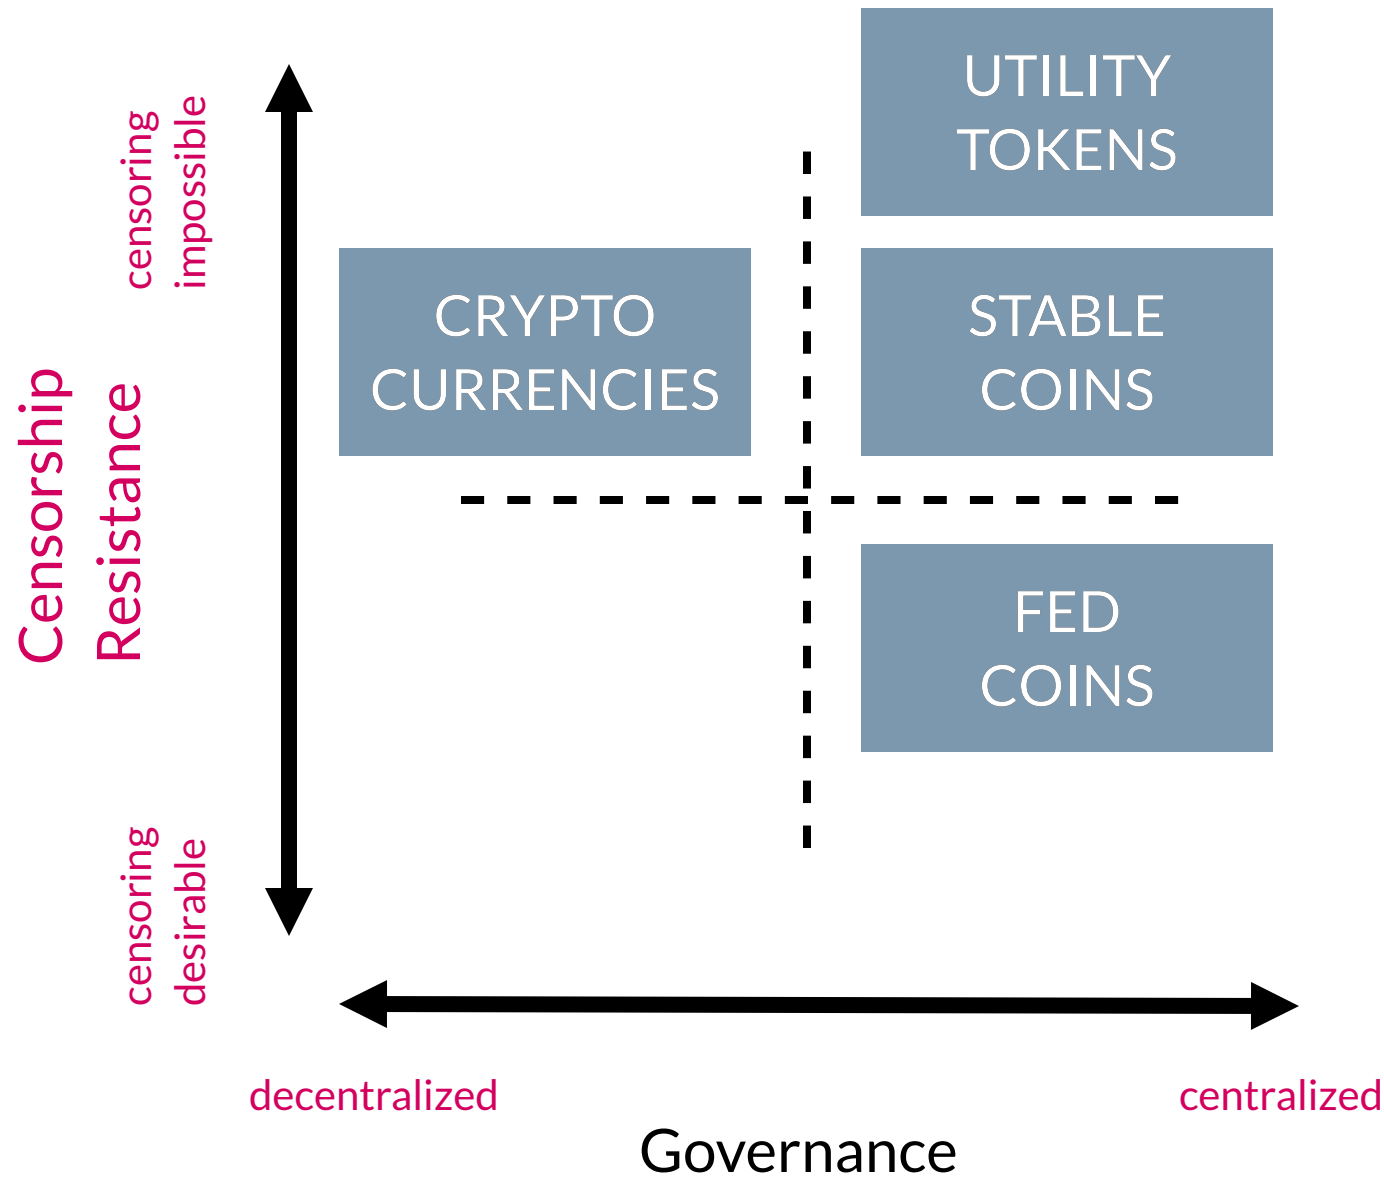 UTILITY
TOKENS
censoring
impossible
CRYPTO
CURRENCIES
STABLE
COINS
Censorship
Resistance
FED
COINS
censoring
desirable
decentralized
centralized
Governance